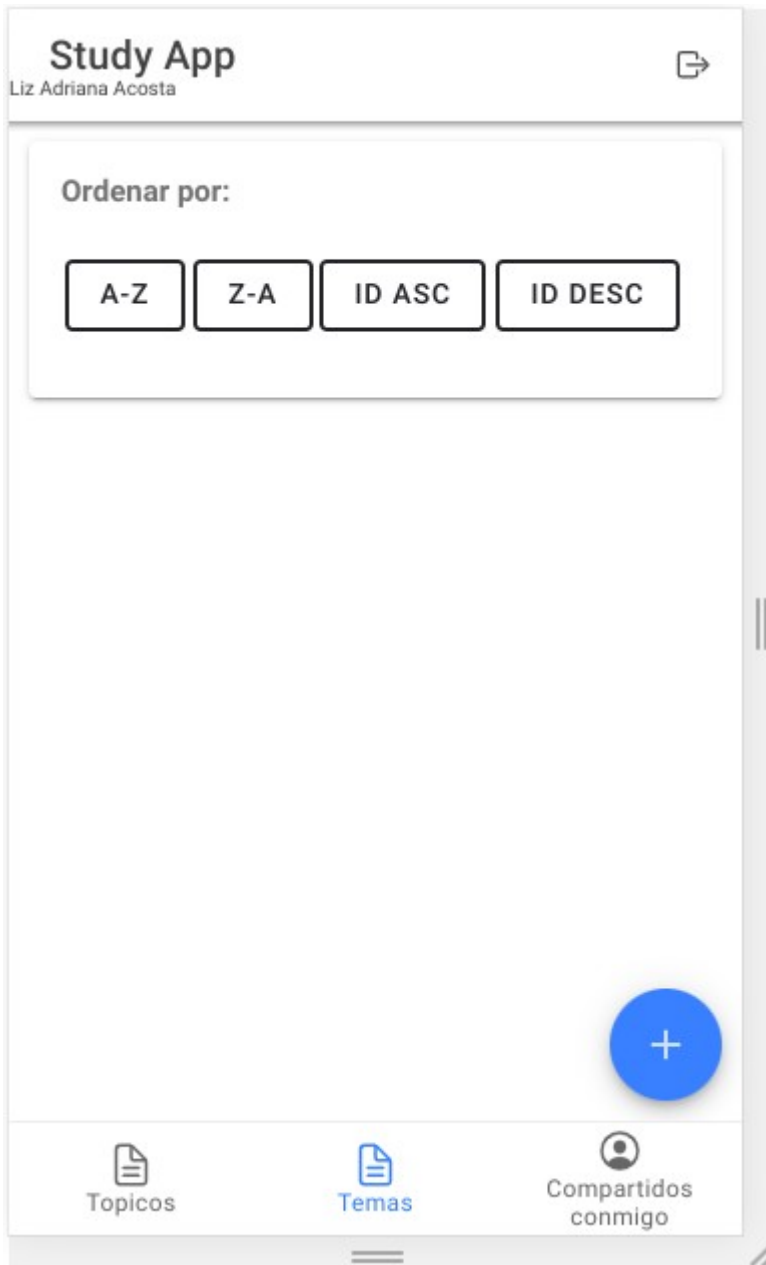 Study App
Liz Adriana Acosta
Ordenar por:
A-Z Z-A ID ASC ID DESC
Topicos Temas Compartidos
conmigo